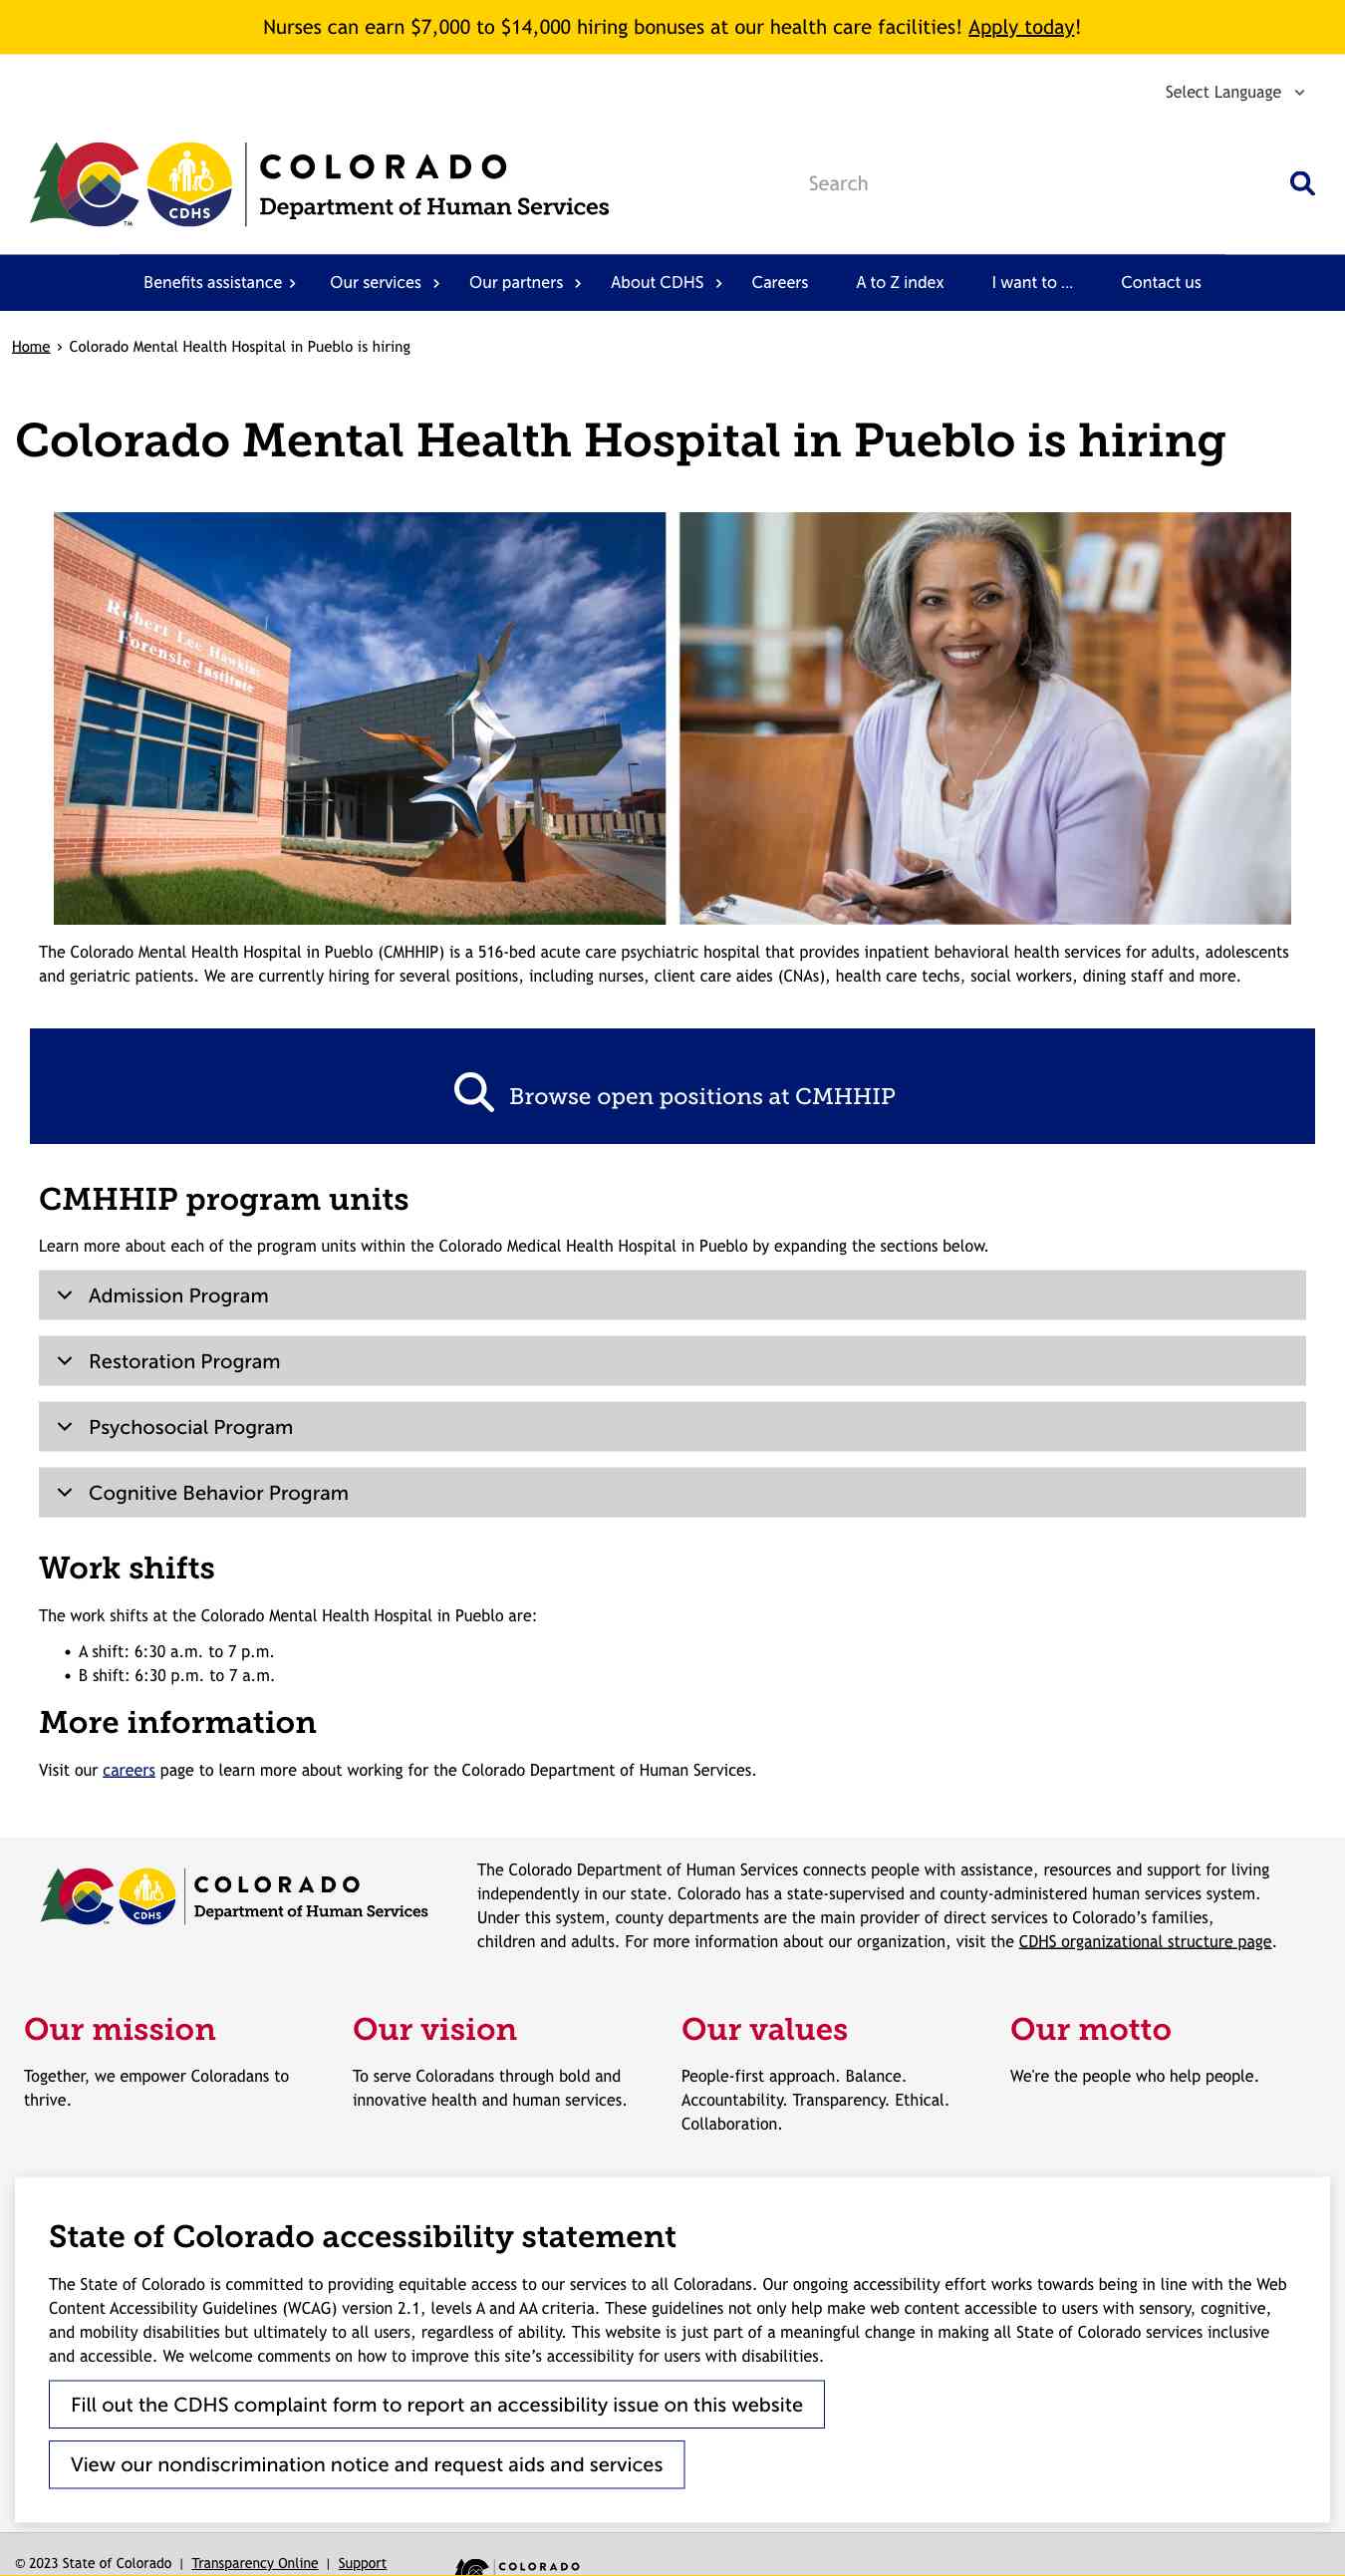 Nurses can earn $7,000 to $14,000 hiring bonuses at our health care facilities! Apply today!
Select Language
CDHS
TM
COLORADO
Department of Human Services
Search
Benefits assistance Our services Our partners About CDHS Careers A to Z index I want to ... Contact us
Home › Colorado Mental Health Hospital in Pueblo is hiring
Colorado Mental Health Hospital in Pueblo is hiring
Robert Lee Hawkins
Forensic Institute
The Colorado Mental Health Hospital in Pueblo (CMHHIP) is a 516-bed acute care psychiatric hospital that provides inpatient behavioral health services for adults, adolescents
and geriatric patients. We are currently hiring for several positions, including nurses, client care aides (CNAs), health care techs, social workers, dining staff and more.
Browse open positions at CMHHIP
CMHHIP program units
Learn more about each of the program units within the Colorado Medical Health Hospital in Pueblo by expanding the sections below.
Admission Program
Restoration Program
Psychosocial Program
Cognitive Behavior Program
Work shifts
The work shifts at the Colorado Mental Health Hospital in Pueblo are:
• A shift: 6:30 a.m. to 7 p.m.
• B shift: 6:30 p.m. to 7 a.m.
More information
Visit our careers page to learn more about working for the Colorado Department of Human Services.
CDHS
COLORADO
Department of Human Services
The Colorado Department of Human Services connects people with assistance, resources and support for living
independently in our state. Colorado has a state-supervised and county-administered human services system.
Under this system, county departments are the main provider of direct services to Colorado’s families,
children and adults. For more information about our organization, visit the CDHS organizational structure page.
Our mission
Together, we empower Coloradans to
thrive.
Our vision
To serve Coloradans through bold and
innovative health and human services.
Our values
People-first approach. Balance.
Accountability. Transparency. Ethical.
Collaboration.
Our motto
We're the people who help people.
State of Colorado accessibility statement
The State of Colorado is committed to providing equitable access to our services to all Coloradans. Our ongoing accessibility effort works towards being in line with the Web
Content Accessibility Guidelines (WCAG) version 2.1, levels A and AA criteria. These guidelines not only help make web content accessible to users with sensory, cognitive,
and mobility disabilities but ultimately to all users, regardless of ability. This website is just part of a meaningful change in making all State of Colorado services inclusive
and accessible. We welcome comments on how to improve this site’s accessibility for users with disabilities.
Fill out the CDHS complaint form to report an accessibility issue on this website
View our nondiscrimination notice and request aids and services
© 2023 State of Colorado | Transparency Online | Support
COLORADO